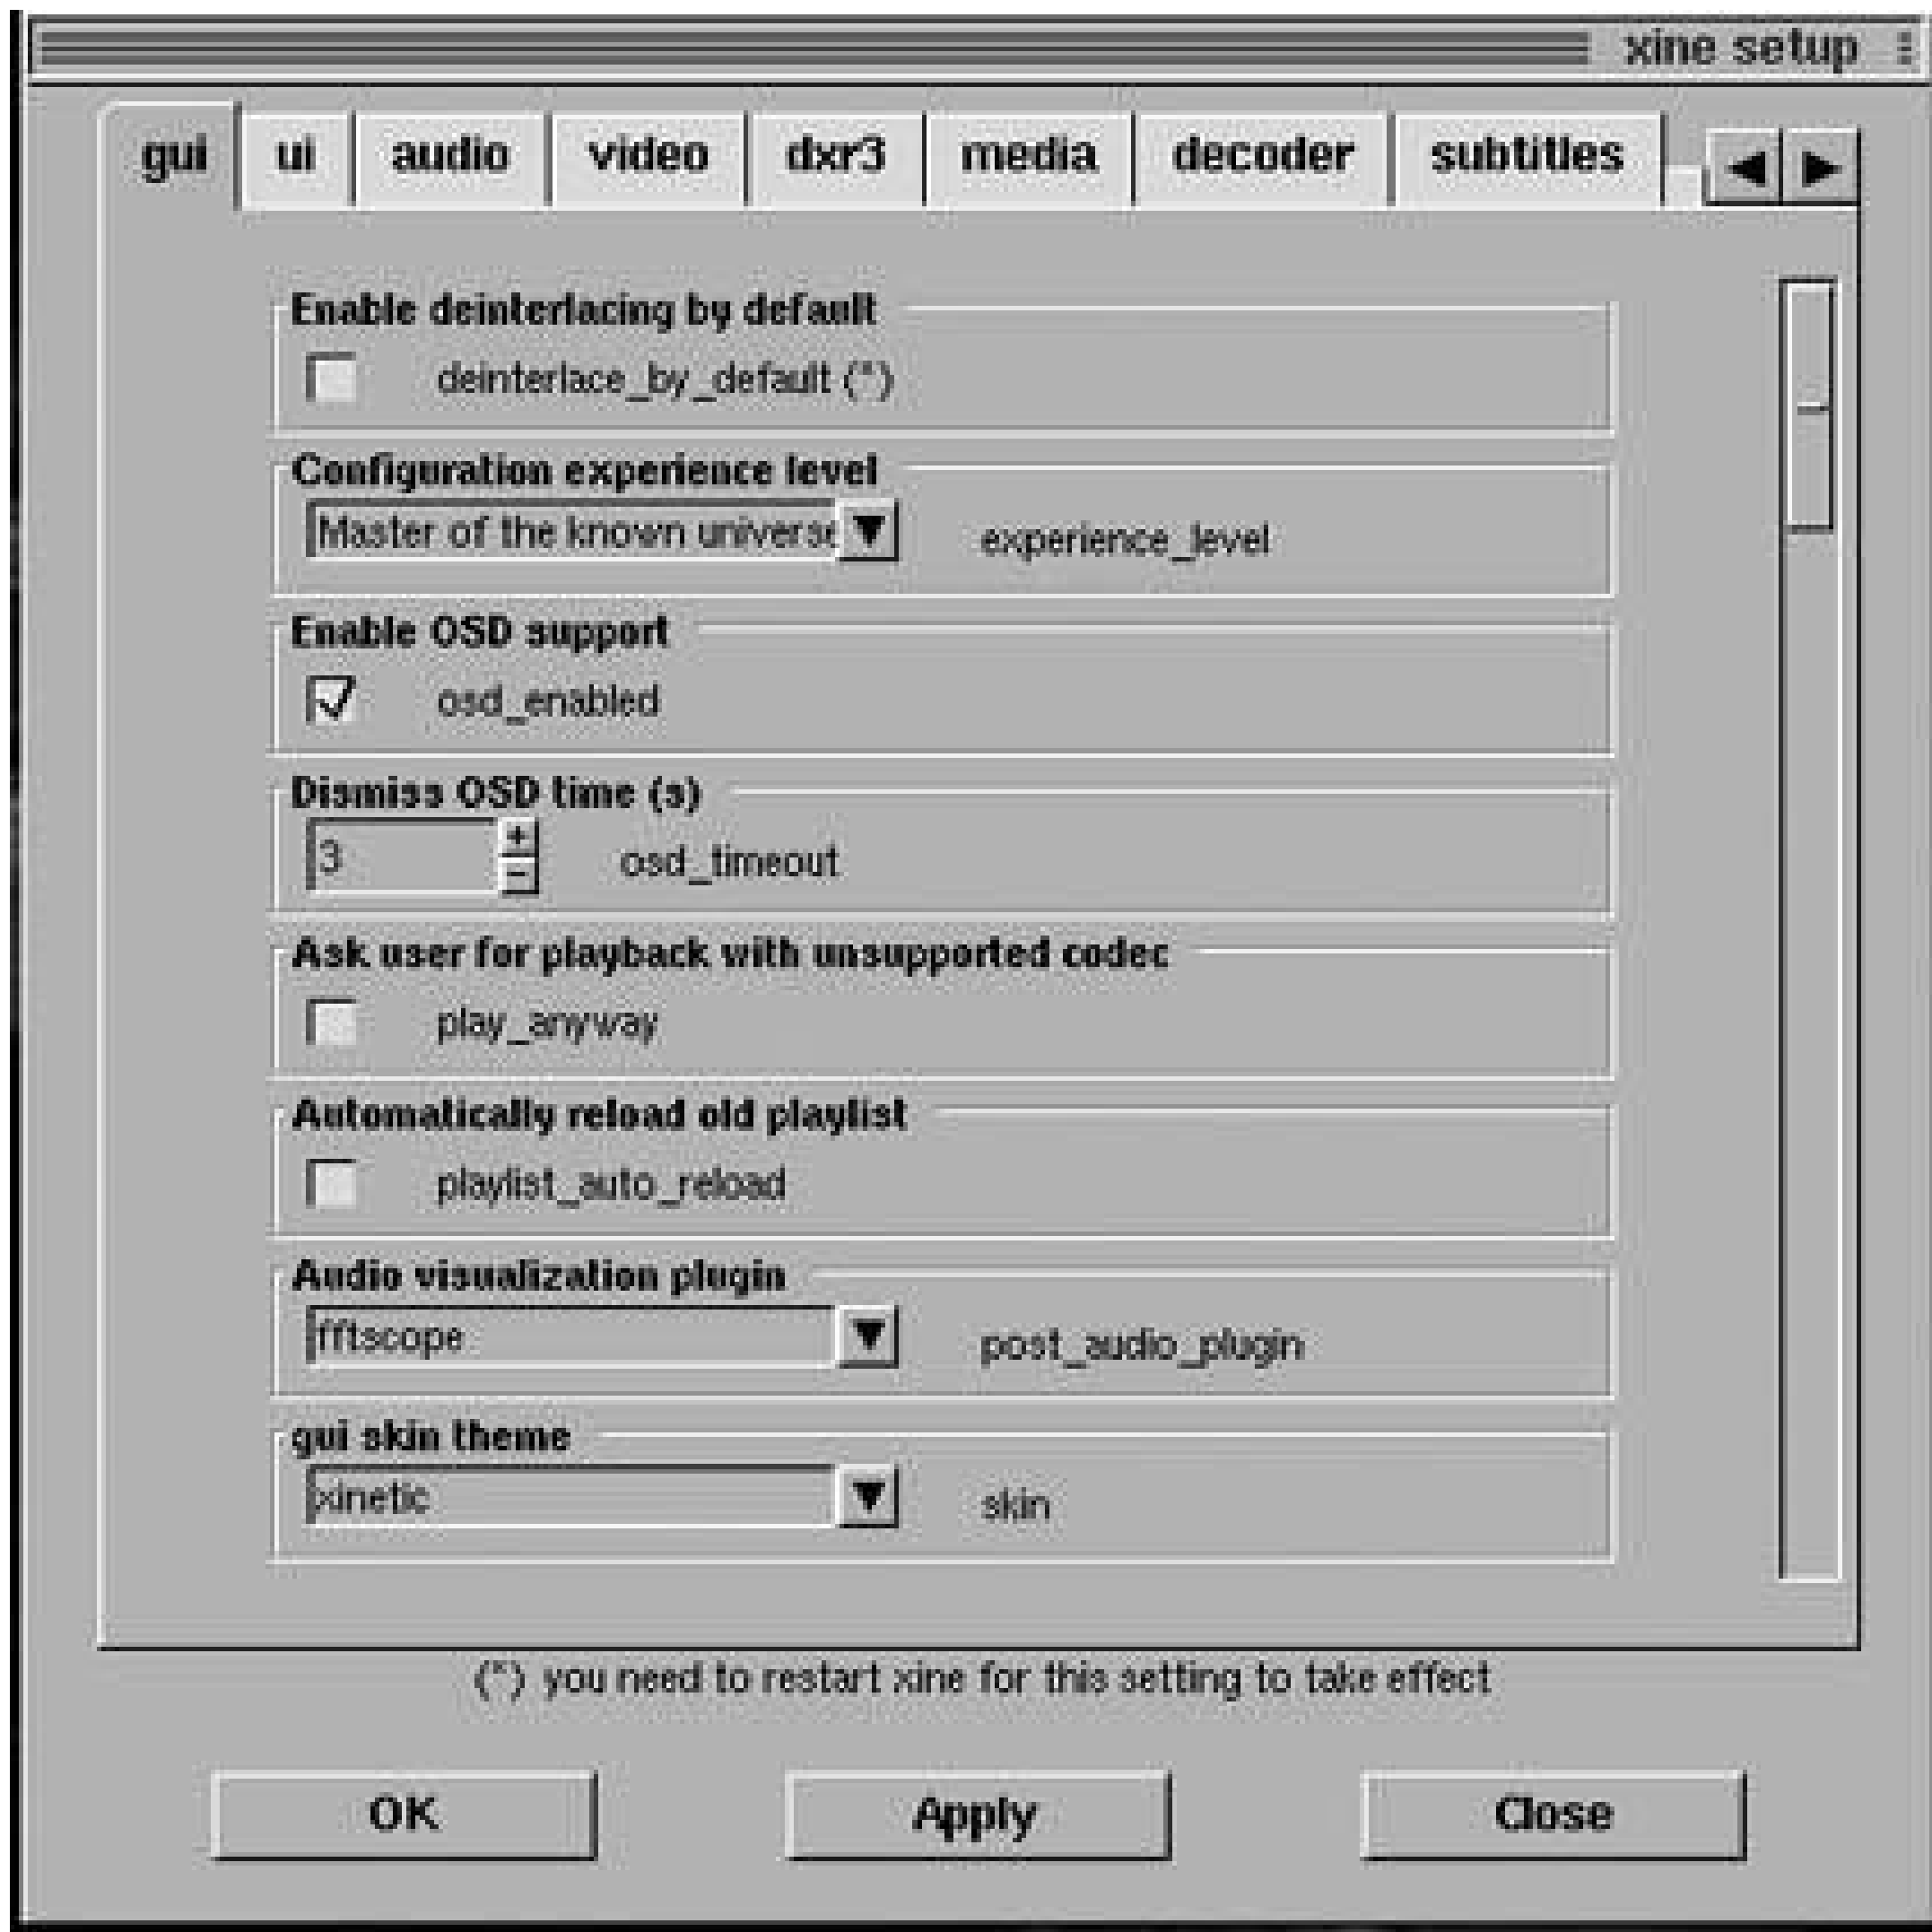 xine setup
gui ui audio video dxr3 media decoder subtitles
Enable deinterlacing by default
deinterlace_by_default (*)
Configuration experience level
Master of the known universe experience_level
Enable OSD support
osd_enabled
Dismiss OSD time (s)
3 osd_timeout
Ask user for playback with unsupported codec
play_anyway
Automatically reload old playlist
playlist_auto_reload
Audio visualization plugin
fftscope post_audio_plugin
gui skin theme
xinetic skin
(*) you need to restart xine for this setting to take effect
OK Apply Close